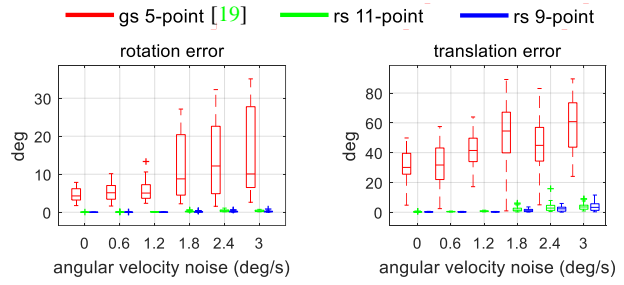 gs 5-point [19] rs 11-point rs 9-point
rotation error
translation error
deg
30
20
10
0
0 0.6 1.2 1.8 2.4 3
angular velocity noise (deg/s)
deg
80
60
40
20
0
0 0.6 1.2 1.8 2.4 3
angular velocity noise (deg/s)